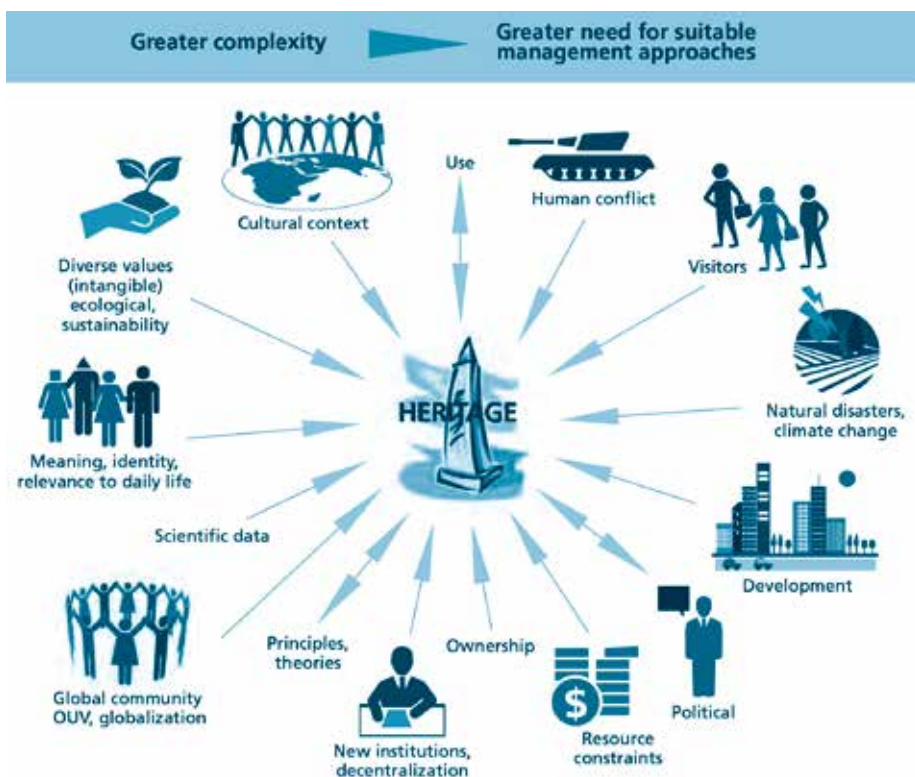 Greater complexity
Greater need for suitable
management approaches
Use
Human conflict
Cultural context
Visitors
Diverse values
(intangible)
ecological,
sustainability
HERITAGE
Natural disasters,
climate change
Meaning, identity,
relevance to daily life
Scientific data
Development
Principles,
theories
Ownership
Global community
OUV, globalization
Political
New institutions,
decentralization
Resource
constraints
$